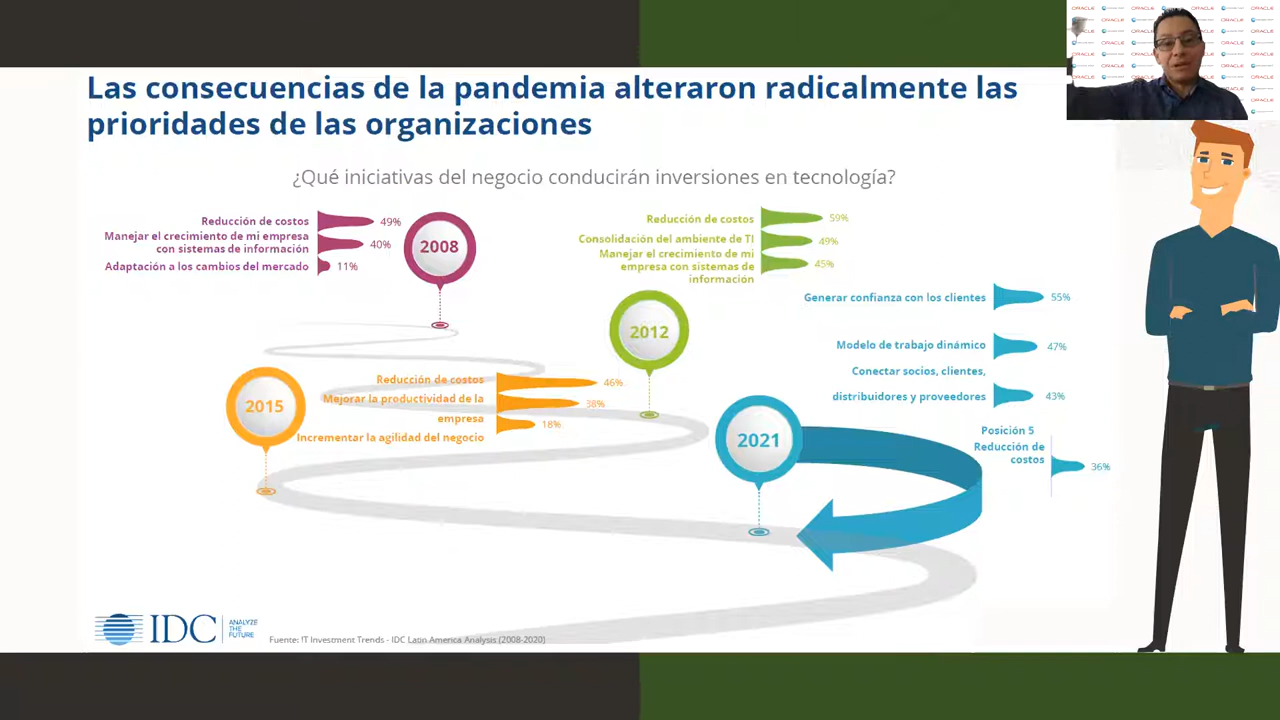 Las consecuencias de la pandemia alteraron radicalmente las
prioridades de las organizaciones
¿Qué iniciativas del negocio conducirán inversiones en tecnología?
Reducción de costos
49%
Manejar el crecimiento de mi empresa
con sistemas de información
40%
Adaptación a los cambios del mercado
11%
2008
Reducción de costos
59%
Consolidación del ambiente de TI
49%
Manejar el crecimiento de mi
empresa con sistemas de
información
45%
2012
Reducción de costos
46%
Mejorar la productividad de la
empresa
38%
Incrementar la agilidad del negocio
18%
2015
Generar confianza con los clientes
55%
Modelo de trabajo dinámico
47%
Conectar socios, clientes,
distribuidores y proveedores
43%
Posición 5
Reducción de
costos
36%
2021
IDC
ANALYZE
THE
FUTURE
Fuente: IT Investment Trends - IDC Latin America Analysis (2008-2020)
ORACLE